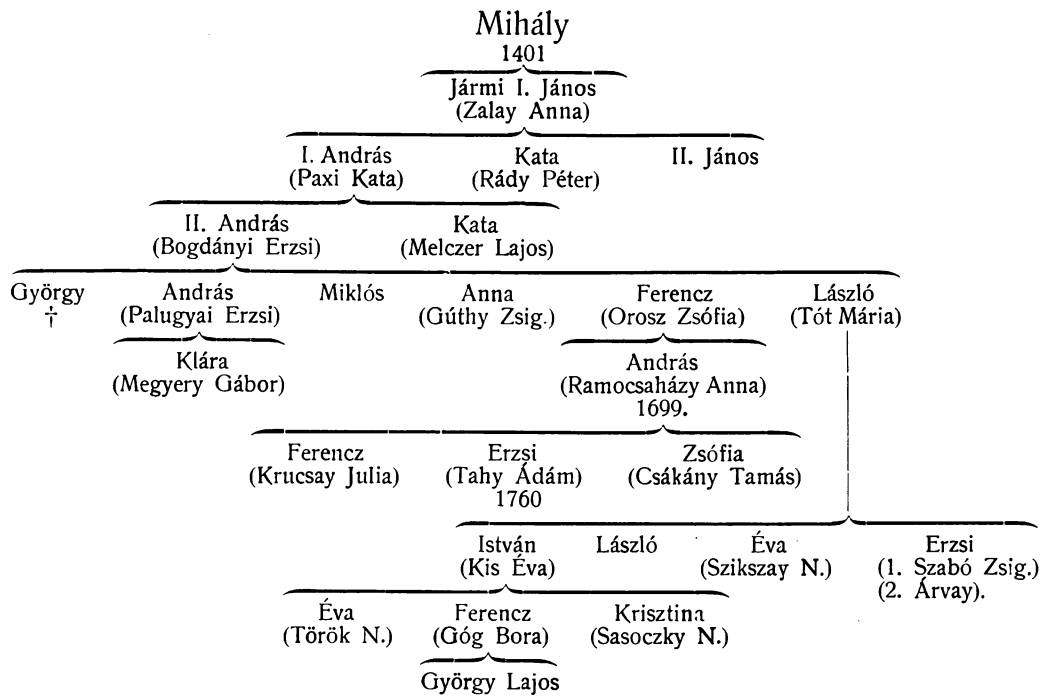 Mihály
1401
Jármi I. János
(Zalay Anna)
I. András Kata II. János
(Paxi Kata) (Rády Péter)
II. András Kata
(Bogdányi Erzsi) (Melczer Lajos)
György András Miklós Anna Ferencz László
† (Palugyai Erzsi) (Gúthy Zsig.) (Orosz Zsófia) (Tót Mária)
Klára András
(Megyery Gábor) (Ramocsaházy Anna)
1699.
Ferencz Erzsi Zsófia
(Krucsay Julia) (Tahy Ádám) (Csákány Tamás)
1760
István László Éva Erzsi
(Kis Éva) (Szikszay N.) (1. Szabó Zsig.)
(2. Árvay).
Éva Ferencz Krisztina
(Török N.) (Góg Bora) (Sasoczky N.)
György Lajos